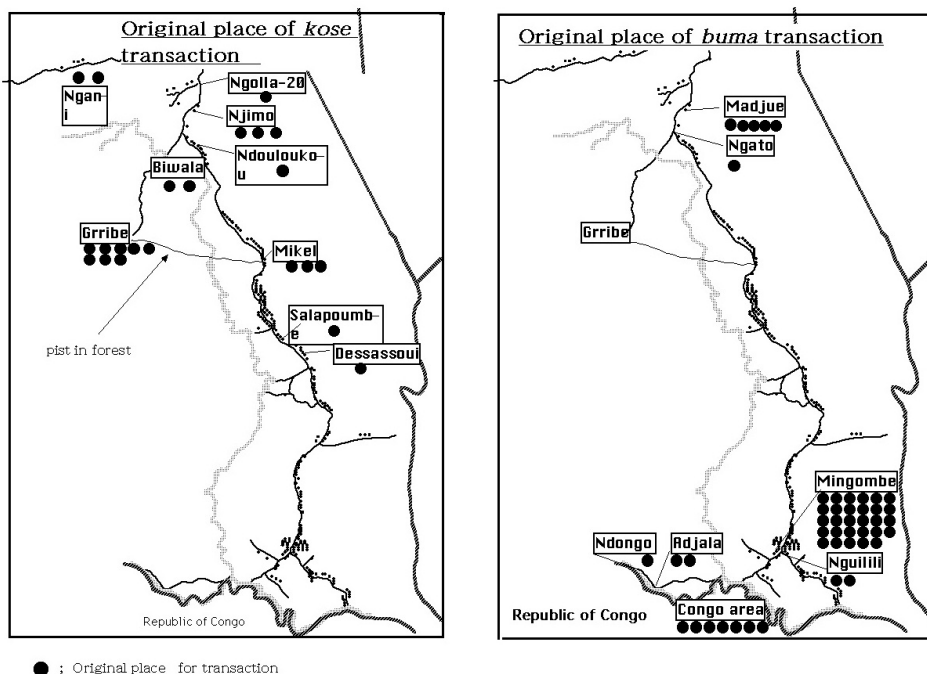 Original place of kose
transaction
Ngan-
i
Ngolla-20
Njimo
Ndoulouko-
u
Biwala
Grribe
Mikel
Salapoumb-
e
Dessassoui
pist in forest
Republic of Congo
Original place of buma transaction
Madjue
Ngato
Grribe
Mingombe
Ndongo
Adjala
Nguilili
Republic of Congo
Congo area
; Original place for transaction